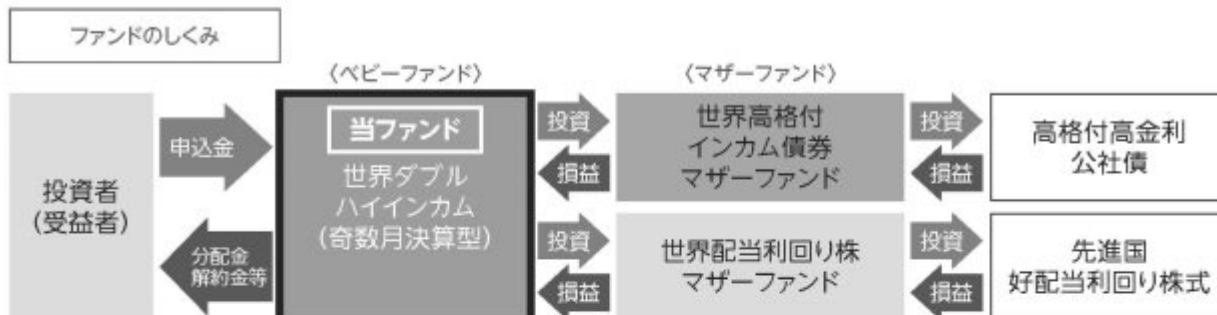 ファンドのしくみ
〈ベビーファンド〉
〈マザーファンド〉
投資者
(受益者)
申込金
分配金
解約金等
当ファンド
世界ダブル
ハイインカム
(奇数月決算型)
投資
損益
世界高格付
インカム債券
マザーファンド
投資
損益
高格付高金利
公社債
投資
損益
世界配当利回り株
マザーファンド
投資
損益
先進国
好配当利回り株式